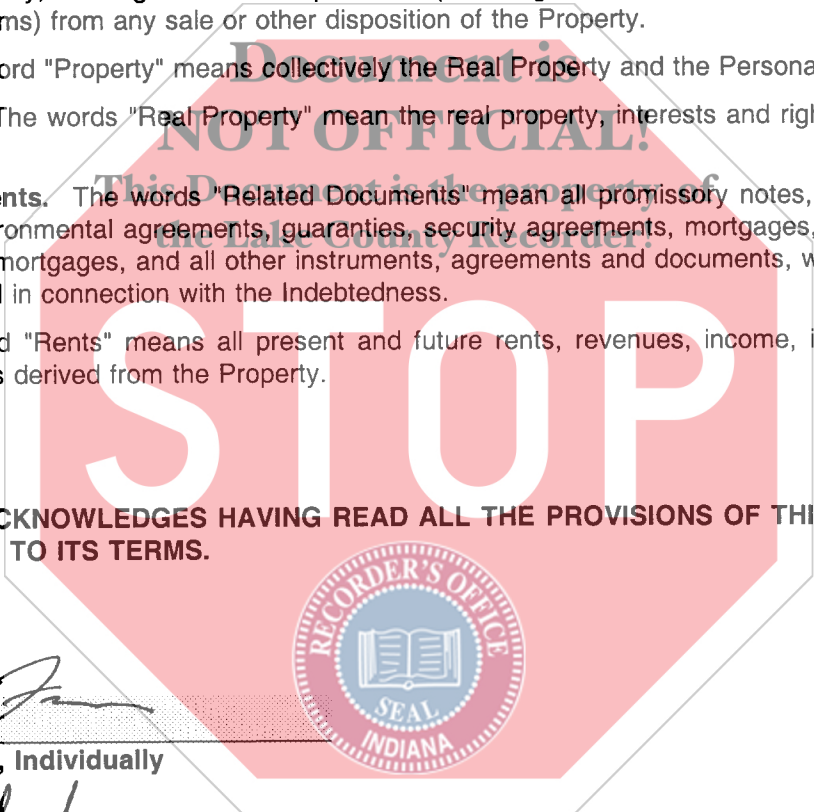 ms) from any sale or other disposition of the Property.
Document is
ord "Property" means collectively the Real Property and the Persona
The words "Real Property" mean the real property, interests and righ
NOT OFFICIAL!
This Document is the property of
nts. The words "Related Documents" mean all promissory notes,
ronmental agreements, guaranties, security agreements, mortgages,
the Lake County Recorder!
mortgages, and all other instruments, agreements and documents, w
in connection with the Indebtedness.
d "Rents" means all present and future rents, revenues, income, i
s derived from the Property.
STOP
CKNOWLEDGES HAVING READ ALL THE PROVISIONS OF THI
TO ITS TERMS.
RECORDER'S OFFICE
SEAL
INDIANA
, Individually